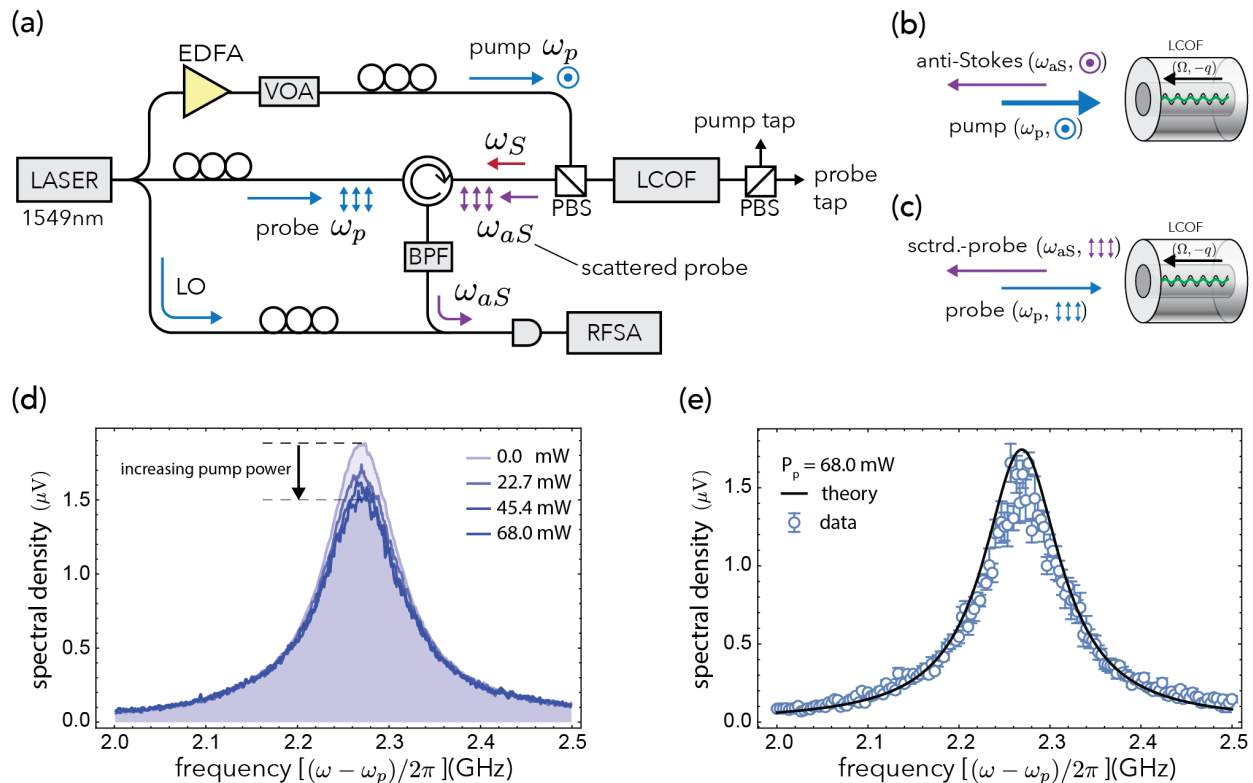 (a)
EDFA
VOA
pump ωp
LASER
1549nm
probe ωp
ωS
ωaS
scattered probe
PBS
LCOF
PBS
pump tap
probe
tap
BPF
LO
ωaS
RFSA
(b)
LCOF
anti-Stokes (ωaS, ⊙)
(Ω, −q)
pump (ωp, ⊙)
(c)
LCOF
sctrd.-probe (ωaS, ↕↕↕)
(Ω, −q)
probe (ωp, ↕↕↕)
(d)
increasing pump power
0.0 mW
22.7 mW
45.4 mW
68.0 mW
spectral density (μV)
1.5
1.0
0.5
0.0
2.0 2.1 2.2 2.3 2.4 2.5
frequency [(ω − ωp)/2π](GHz)
(e)
Pp = 68.0 mW
theory
data
spectral density (μV)
1.5
1.0
0.5
0.0
2.0 2.1 2.2 2.3 2.4 2.5
frequency [(ω − ωp)/2π](GHz)